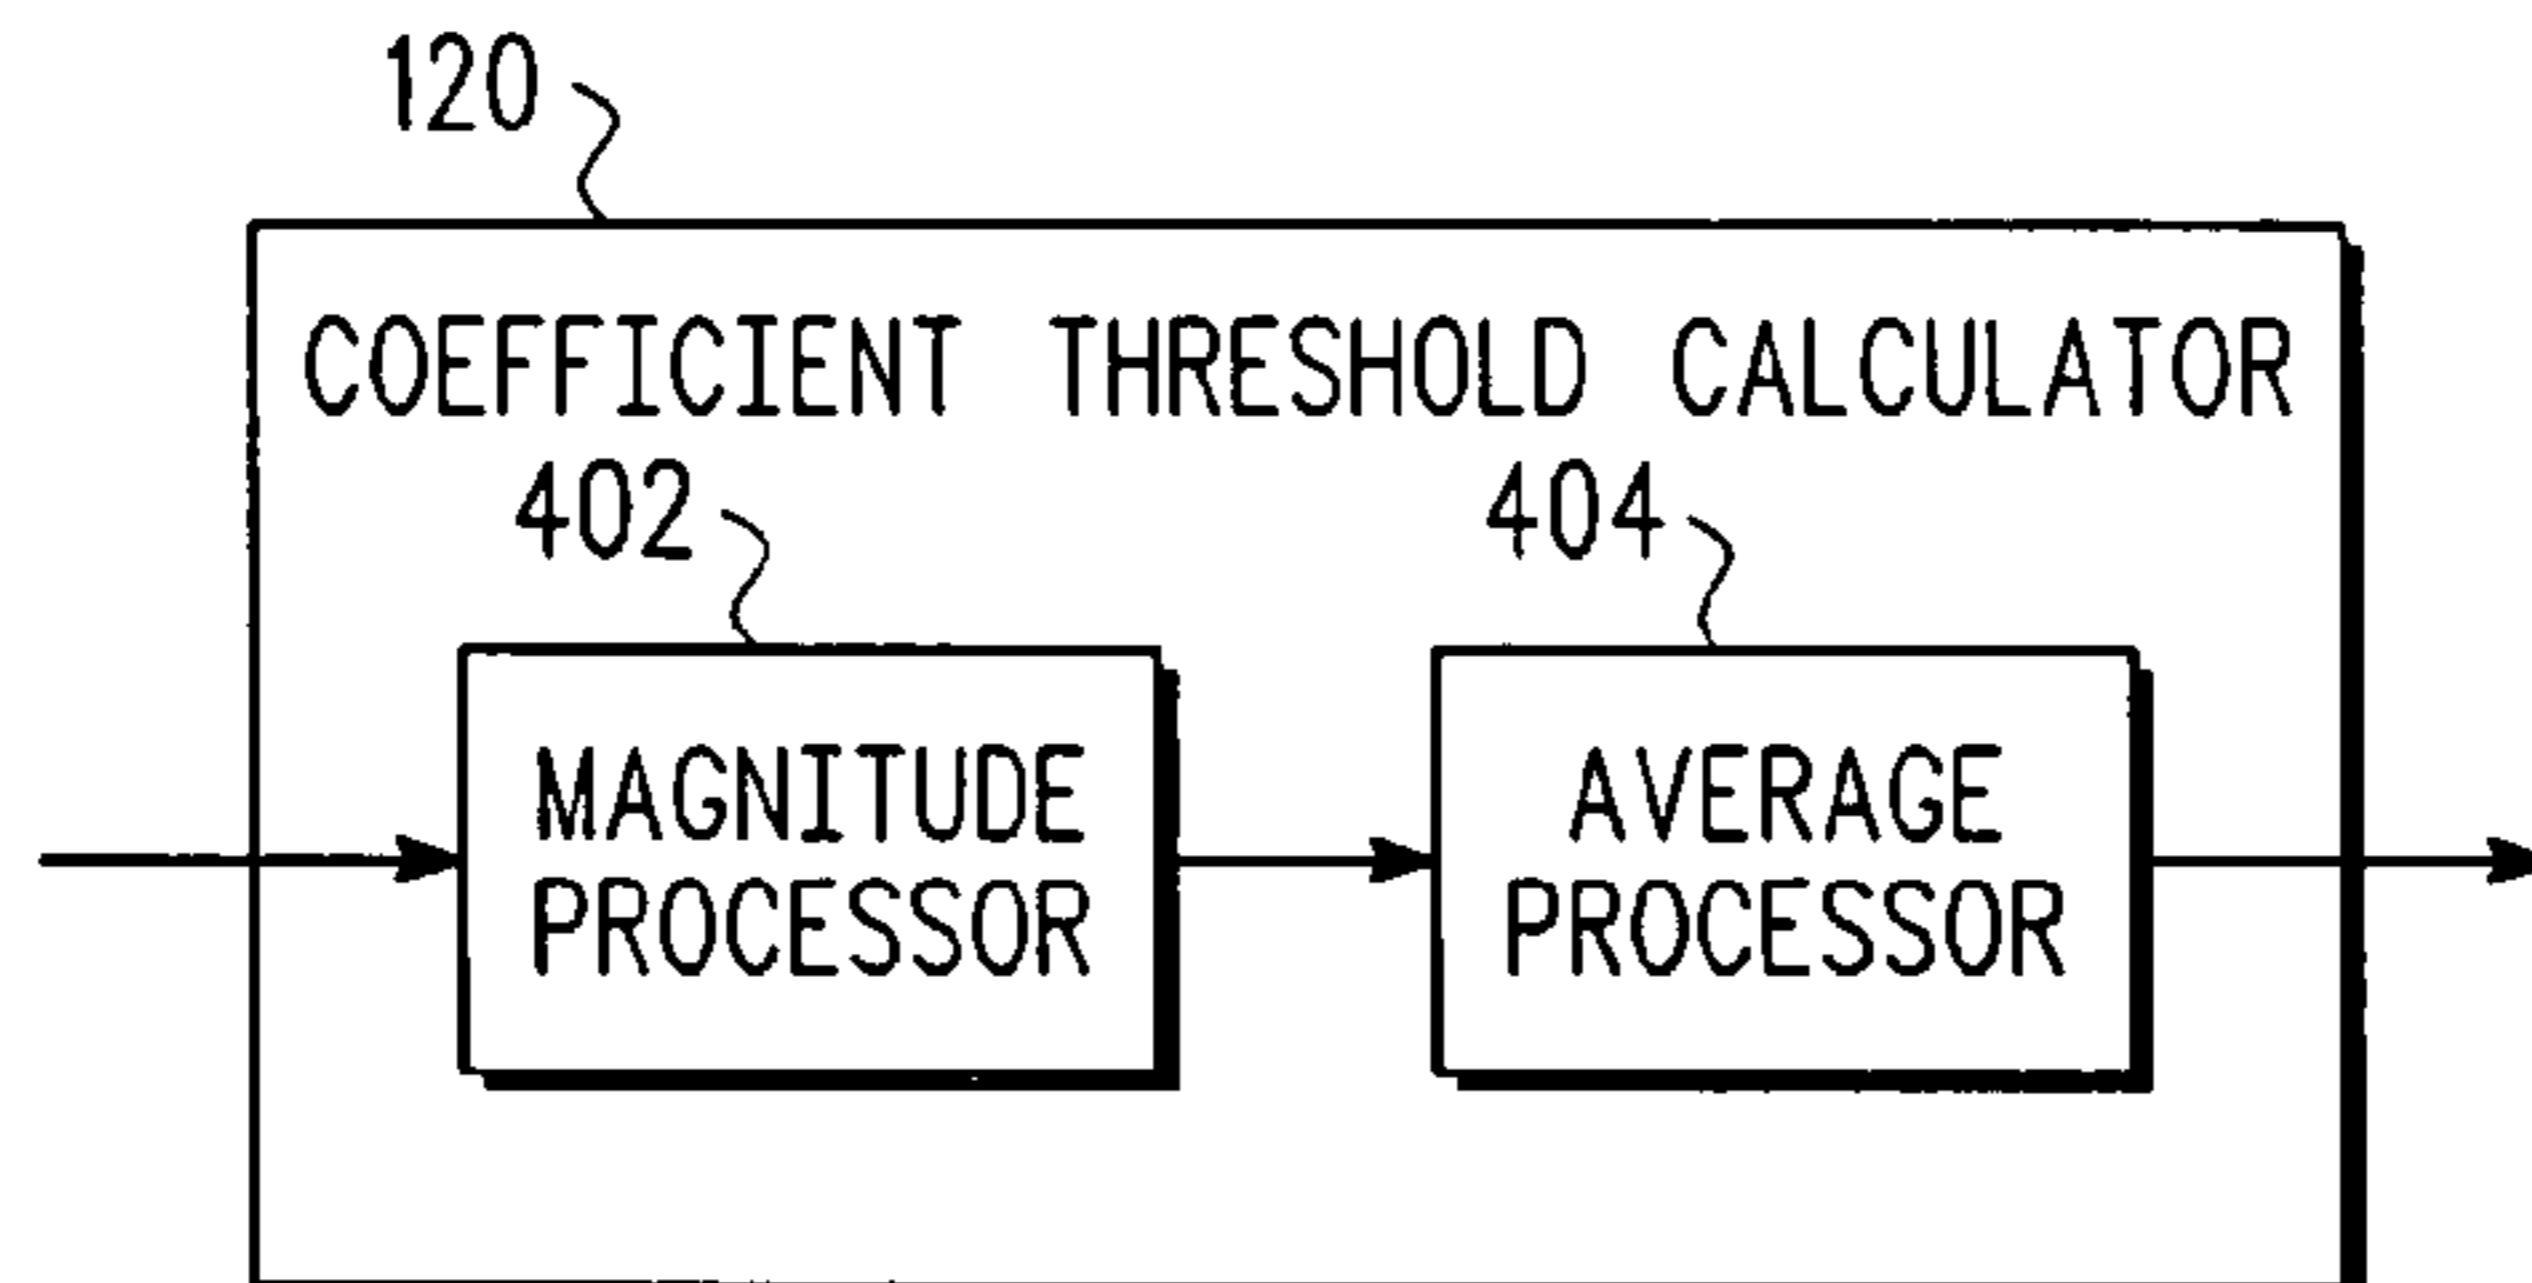 120
COEFFICIENT THRESHOLD CALCULATOR
402
404
MAGNITUDE
PROCESSOR
AVERAGE
PROCESSOR